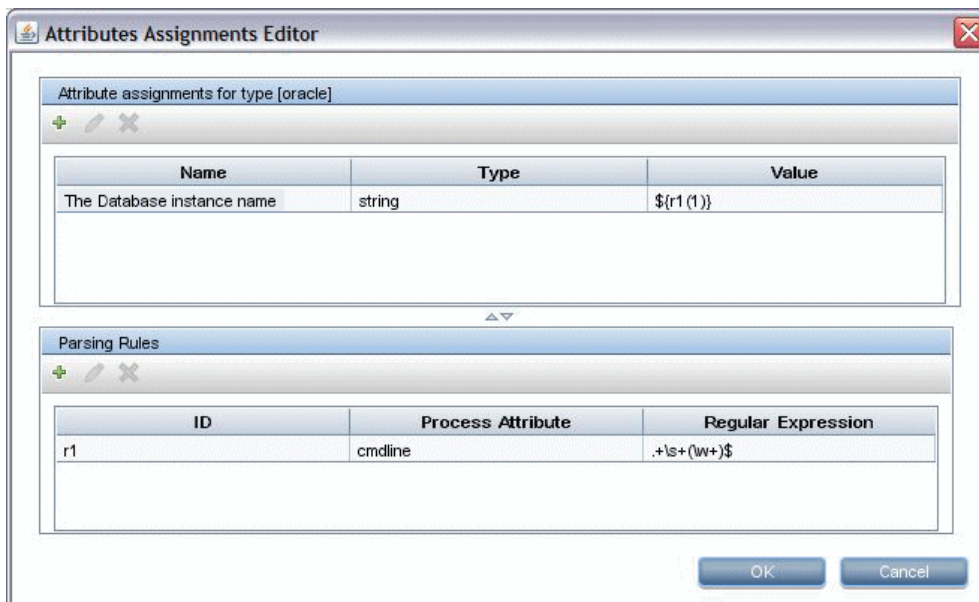 Attributes Assignments Editor
Attribute assignments for type [oracle]
Name Type Value
The Database instance name string ${r1(1)}
Parsing Rules
ID Process Attribute Regular Expression
r1 cmdline .+\s+(\w+)$
OK Cancel